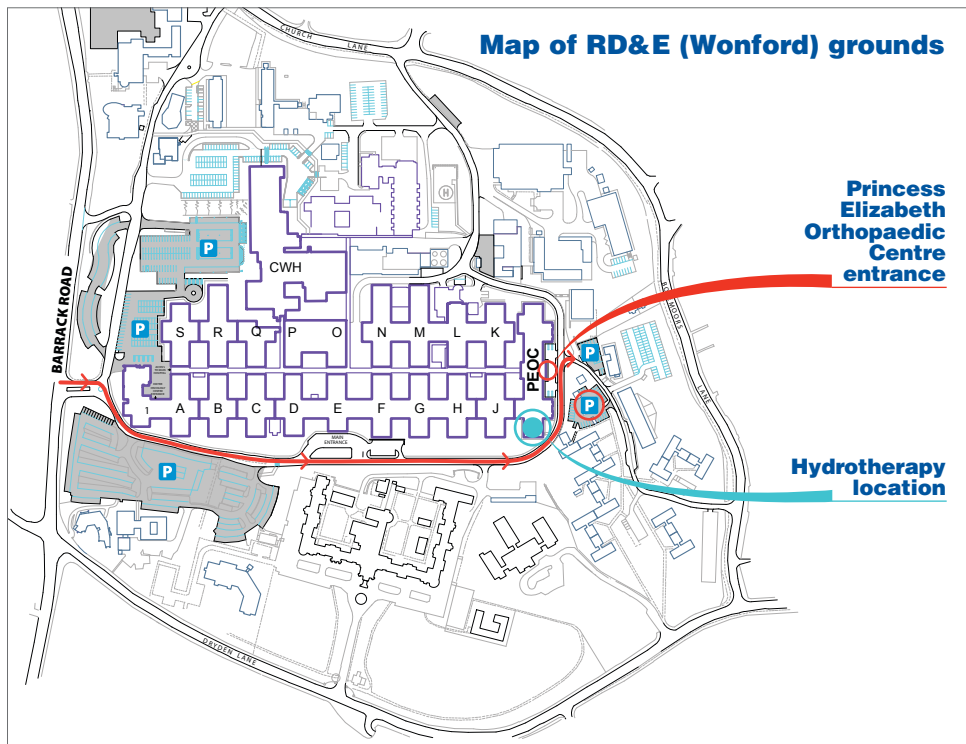 Map of RD&E (Wonford) grounds
CHURCH
LANE
Princess
Elizabeth
Orthopaedic
Centre
entrance
H
P
CWH
BARRACK ROAD
P
S
R
Q
P
O
N
M
L
K
PEOC
P
P
LANE
1
A
B
C
D
E
F
G
H
J
MAIN
ENTRANCE
P
Hydrotherapy
location
DRYDEN LANE